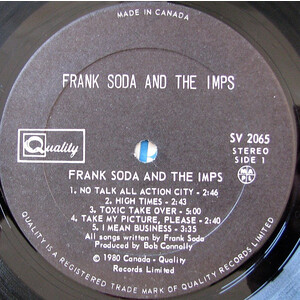 MADE IN CANADA
FRANK SODA AND THE IMPS
Quality
SV 2065
STEREO
SIDE 1
FRANK SODA AND THE IMPS
1. NO TALK ALL ACTION CITY - 2:46
2. HIGH TIMES - 2:43
3. TOXIC TAKE OVER - 5:00
4. TAKE MY PICTURE, PLEASE - 2:40
5. I MEAN BUSINESS - 3:35
All songs written by Frank Soda
Produced by Bob Connolly
© 1980 Canada - Quality
Records Limited
QUALITY IS A REGISTERED TRADE MARK OF QUALITY RECORDS LIMITED